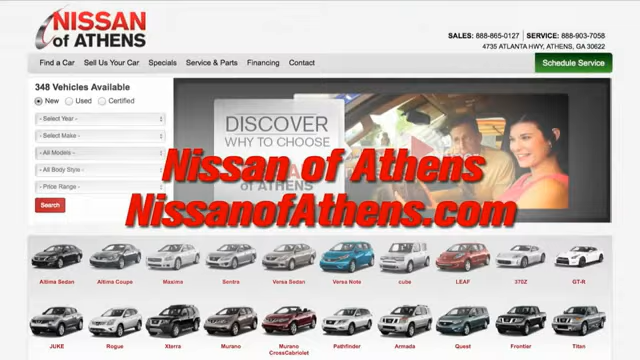 NISSAN
of ATHENS
SALES: 888-865-0127 | SERVICE: 888-903-7058
4735 ATLANTA HWY, ATHENS, GA 30622
Find a Car Sell Us Your Car Specials Service & Parts Financing Contact Schedule Service
348 Vehicles Available
New Used Certified
- Select Year -
- Select Make -
- All Models -
- All Body Style -
- Price Range -
Search
DISCOVER
WHY TO CHOOSE
of ATHENS
Nissan of Athens
NissanofAthens.com
Altima Sedan Altima Coupe Maxima Sentra Versa Sedan Versa Note cube LEAF 370Z GT-R
JUKE Rogue Xterra Murano Murano CrossCabriolet Pathfinder Armada Quest Frontier Titan